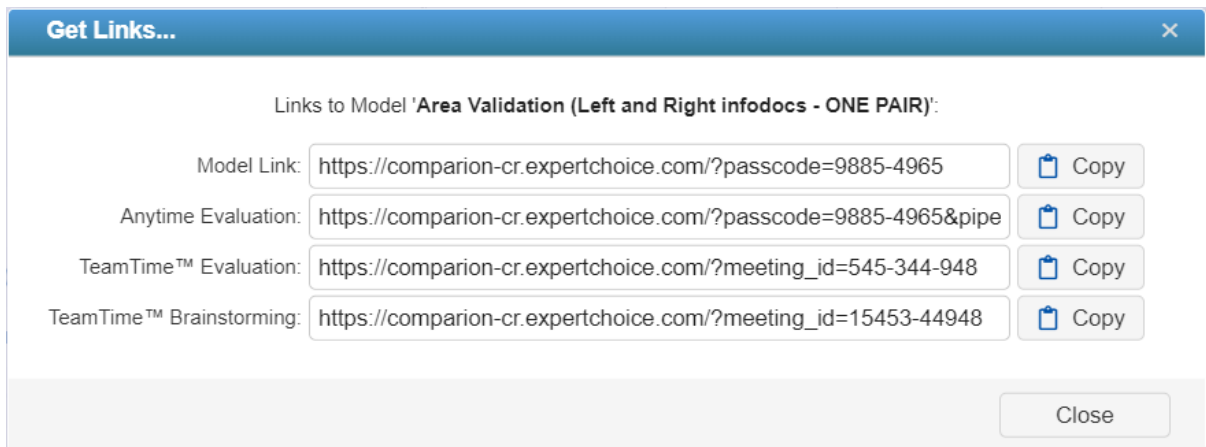 Get Links...
Links to Model 'Area Validation (Left and Right infodocs - ONE PAIR)':
Model Link: https://comparion-cr.expertchoice.com/?passcode=9885-4965 Copy
Anytime Evaluation: https://comparion-cr.expertchoice.com/?passcode=9885-4965&pipe Copy
TeamTime™ Evaluation: https://comparion-cr.expertchoice.com/?meeting_id=545-344-948 Copy
TeamTime™ Brainstorming: https://comparion-cr.expertchoice.com/?meeting_id=15453-44948 Copy
Close